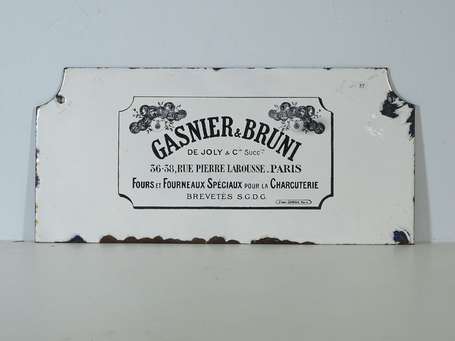 GASNIER & BRUNI
DE JOLY & Cie Succrs
36-38, RUE PIERRE LAROUSSE. PARIS
FOURS ET FOURNEAUX SPÉCIAUX POUR LA CHARCUTERIE
BREVETÉS S.G.D.G.